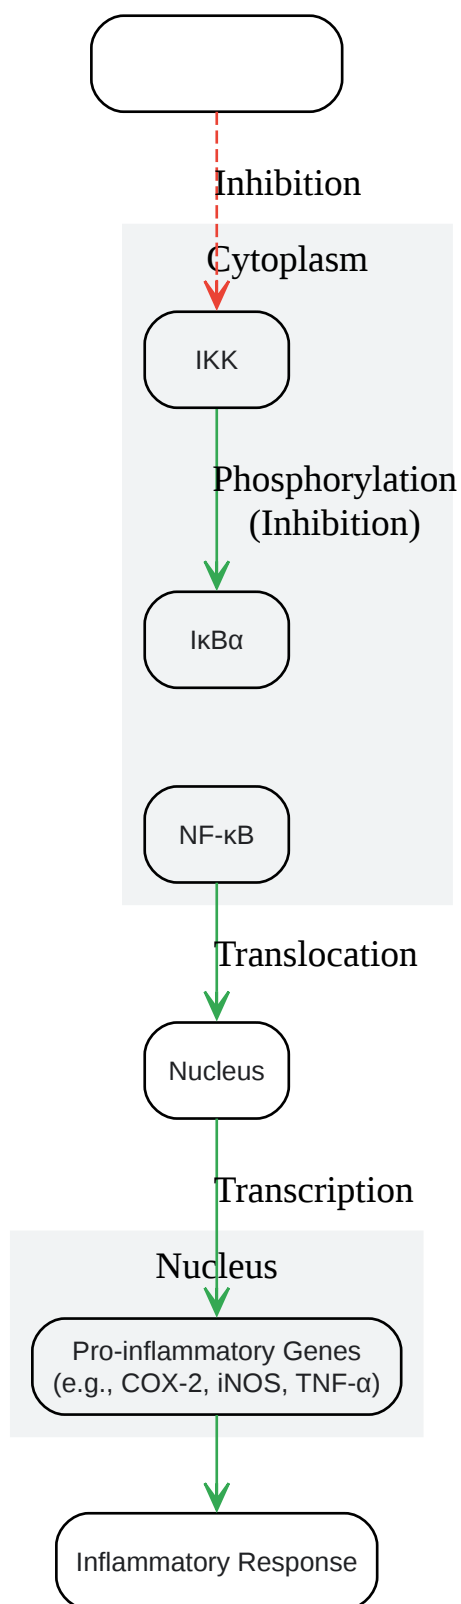 Inhibition
Cytoplasm
IKK
Phosphorylation
(Inhibition)
IκBα
NF-κB
Translocation
Nucleus
Transcription
Nucleus
Pro-inflammatory Genes
(e.g., COX-2, iNOS, TNF-α)
Inflammatory Response